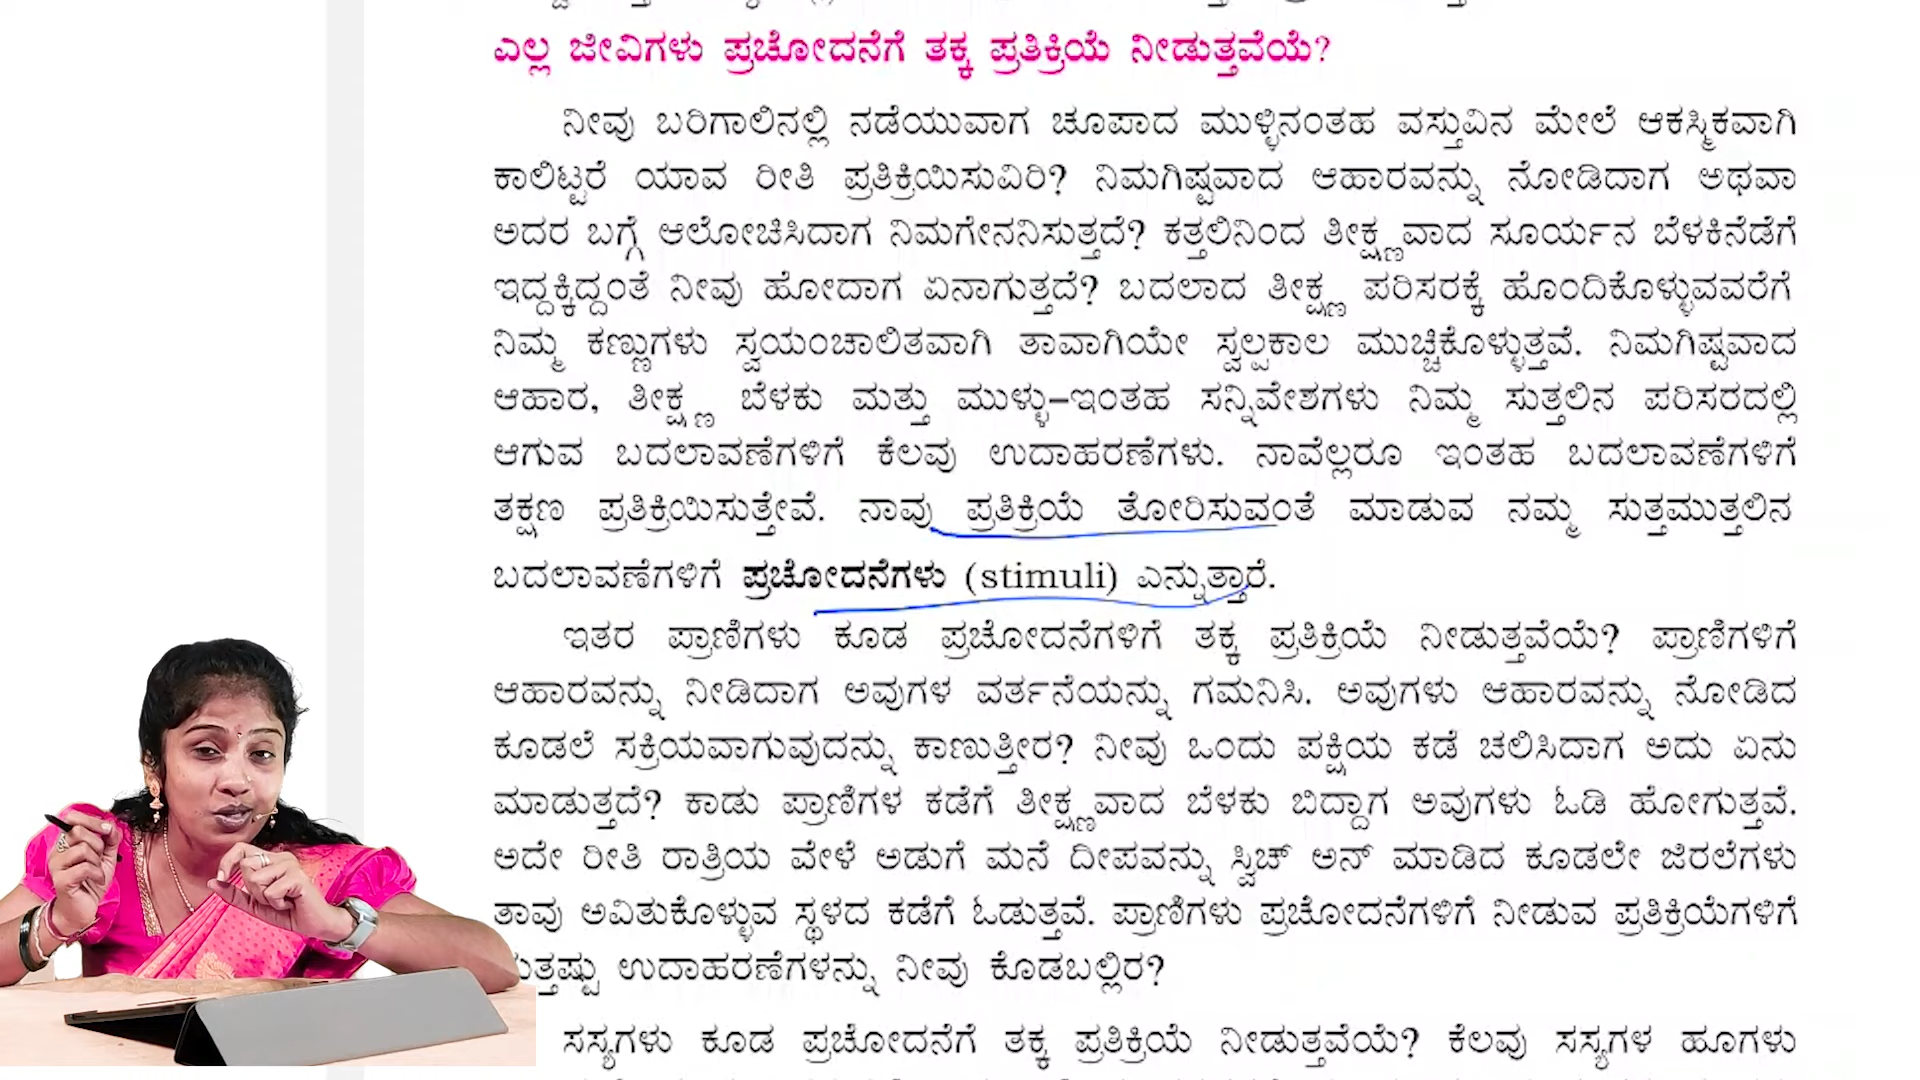 ಎಲ್ಲ ಜೀವಿಗಳು ಪ್ರಚೋದನೆಗೆ ತಕ್ಕ ಪ್ರತಿಕ್ರಿಯೆ ನೀಡುತ್ತವೆಯೆ?
ನೀವು ಬರಿಗಾಲಿನಲ್ಲಿ ನಡೆಯುವಾಗ ಚೂಪಾದ ಮುಳ್ಳಿನಂತಹ ವಸ್ತುವಿನ ಮೇಲೆ ಆಕಸ್ಮಿಕವಾಗಿ
ಕಾಲಿಟ್ಟರೆ ಯಾವ ರೀತಿ ಪ್ರತಿಕ್ರಿಯಿಸುವಿರಿ? ನಿಮಗಿಷ್ಟವಾದ ಆಹಾರವನ್ನು ನೋಡಿದಾಗ ಅಥವಾ
ಅದರ ಬಗ್ಗೆ ಆಲೋಚಿಸಿದಾಗ ನಿಮಗೇನನಿಸುತ್ತದೆ? ಕತ್ತಲಿನಿಂದ ತೀಕ್ಷ್ಣವಾದ ಸೂರ್ಯನ ಬೆಳಕಿನೆಡೆಗೆ
ಇದ್ದಕ್ಕಿದ್ದಂತೆ ನೀವು ಹೋದಾಗ ಏನಾಗುತ್ತದೆ? ಬದಲಾದ ತೀಕ್ಷ್ಣ ಪರಿಸರಕ್ಕೆ ಹೊಂದಿಕೊಳ್ಳುವವರೆಗೆ
ನಿಮ್ಮ ಕಣ್ಣುಗಳು ಸ್ವಯಂಚಾಲಿತವಾಗಿ ತಾವಾಗಿಯೇ ಸ್ವಲ್ಪಕಾಲ ಮುಚ್ಚಿಕೊಳ್ಳುತ್ತವೆ. ನಿಮಗಿಷ್ಟವಾದ
ಆಹಾರ, ತೀಕ್ಷ್ಣ ಬೆಳಕು ಮತ್ತು ಮುಳ್ಳು–ಇಂತಹ ಸನ್ನಿವೇಶಗಳು ನಿಮ್ಮ ಸುತ್ತಲಿನ ಪರಿಸರದಲ್ಲಿ
ಆಗುವ ಬದಲಾವಣೆಗಳಿಗೆ ಕೆಲವು ಉದಾಹರಣೆಗಳು. ನಾವೆಲ್ಲರೂ ಇಂತಹ ಬದಲಾವಣೆಗಳಿಗೆ
ತಕ್ಷಣ ಪ್ರತಿಕ್ರಿಯಿಸುತ್ತೇವೆ. ನಾವು ಪ್ರತಿಕ್ರಿಯೆ ತೋರಿಸುವಂತೆ ಮಾಡುವ ನಮ್ಮ ಸುತ್ತಮುತ್ತಲಿನ
ಬದಲಾವಣೆಗಳಿಗೆ ಪ್ರಚೋದನೆಗಳು (stimuli) ಎನ್ನುತ್ತಾರೆ.
ಇತರ ಪ್ರಾಣಿಗಳು ಕೂಡ ಪ್ರಚೋದನೆಗಳಿಗೆ ತಕ್ಕ ಪ್ರತಿಕ್ರಿಯೆ ನೀಡುತ್ತವೆಯೆ? ಪ್ರಾಣಿಗಳಿಗೆ
ಆಹಾರವನ್ನು ನೀಡಿದಾಗ ಅವುಗಳ ವರ್ತನೆಯನ್ನು ಗಮನಿಸಿ. ಅವುಗಳು ಆಹಾರವನ್ನು ನೋಡಿದ
ಕೂಡಲೆ ಸಕ್ರಿಯವಾಗುವುದನ್ನು ಕಾಣುತ್ತೀರ? ನೀವು ಒಂದು ಪಕ್ಷಿಯ ಕಡೆ ಚಲಿಸಿದಾಗ ಅದು ಏನು
ಮಾಡುತ್ತದೆ? ಕಾಡು ಪ್ರಾಣಿಗಳ ಕಡೆಗೆ ತೀಕ್ಷ್ಣವಾದ ಬೆಳಕು ಬಿದ್ದಾಗ ಅವುಗಳು ಓಡಿ ಹೋಗುತ್ತವೆ.
ಅದೇ ರೀತಿ ರಾತ್ರಿಯ ವೇಳೆ ಅಡುಗೆ ಮನೆ ದೀಪವನ್ನು ಸ್ವಿಚ್ ಅನ್ ಮಾಡಿದ ಕೂಡಲೇ ಜಿರಲೆಗಳು
ತಾವು ಅವಿತುಕೊಳ್ಳುವ ಸ್ಥಳದ ಕಡೆಗೆ ಓಡುತ್ತವೆ. ಪ್ರಾಣಿಗಳು ಪ್ರಚೋದನೆಗಳಿಗೆ ನೀಡುವ ಪ್ರತಿಕ್ರಿಯೆಗಳಿಗೆ
ಉದಾಹರಣೆಗಳನ್ನು ನೀವು ಕೊಡಬಲ್ಲಿರ?
ಸಸ್ಯಗಳು ಕೂಡ ಪ್ರಚೋದನೆಗೆ ತಕ್ಕ ಪ್ರತಿಕ್ರಿಯೆ ನೀಡುತ್ತವೆಯೆ? ಕೆಲವು ಸಸ್ಯಗಳ ಹೂಗಳು